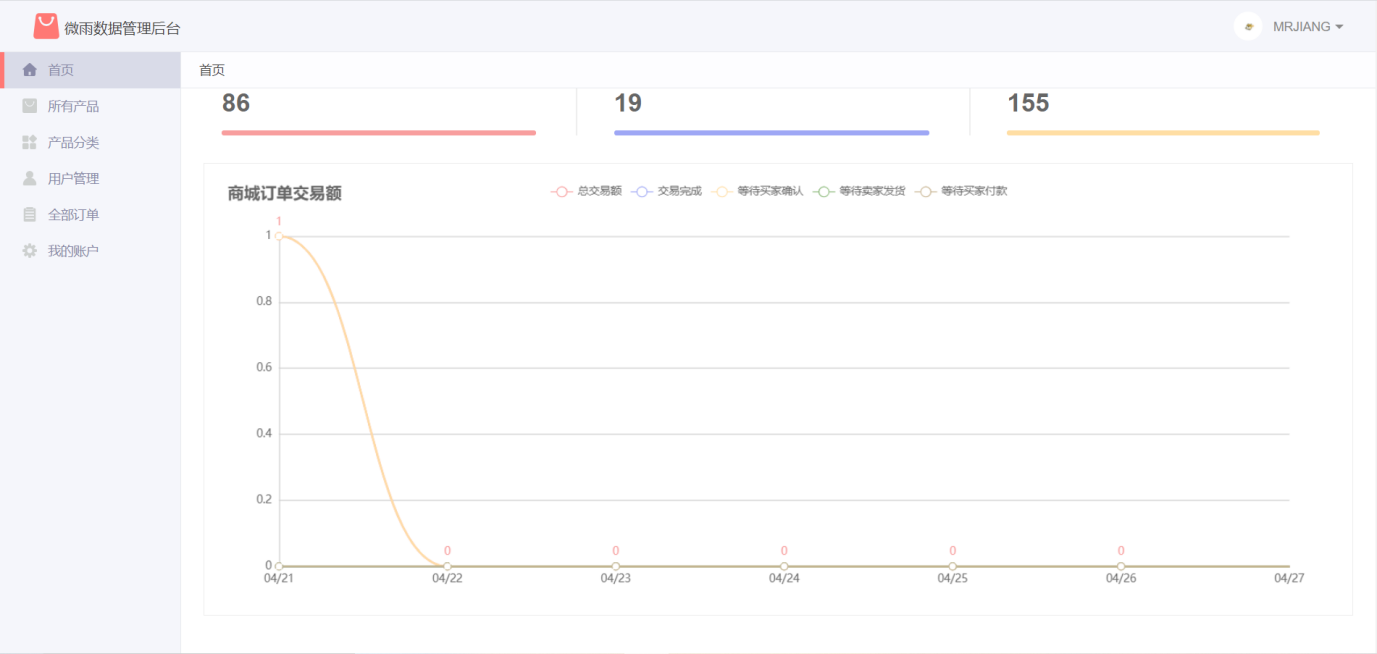 微雨数据管理后台
MRJIANG
首页
所有产品
产品分类
用户管理
全部订单
我的账户
首页
86
19
155
商城订单交易额
总交易额
交易完成
等待买家确认
等待卖家发货
等待买家付款
1
1
0.8
0.6
0.4
0.2
0
0
0
0
0
0
04/21
04/22
04/23
04/24
04/25
04/26
04/27